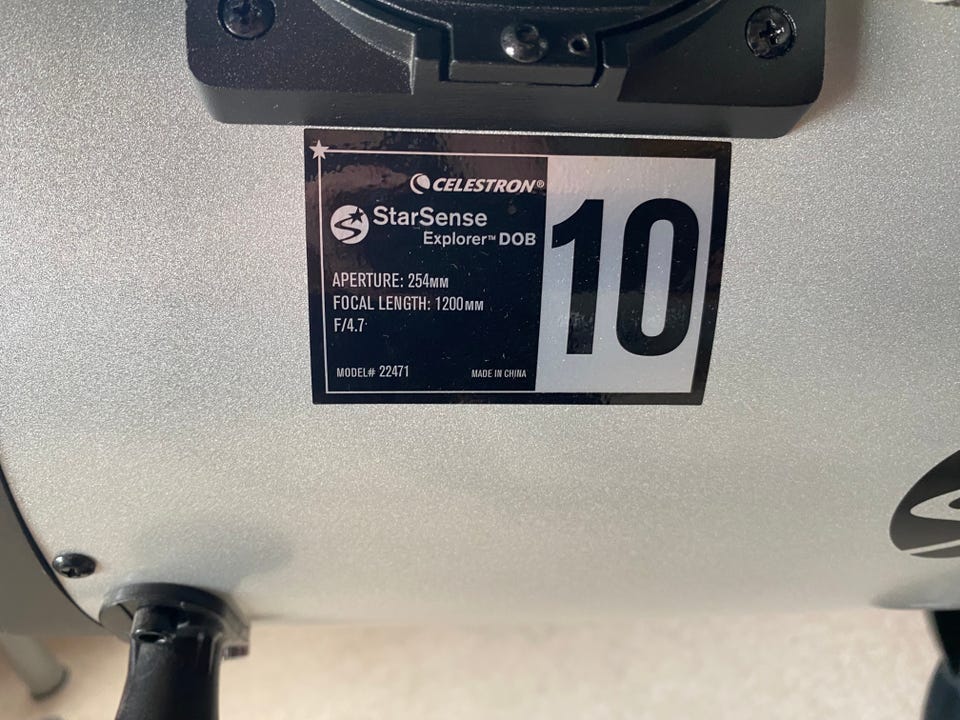 CELESTRON®
StarSense
Explorer™ DOB
10
APERTURE: 254MM
FOCAL LENGTH: 1200MM
F/4.7
MODEL# 22471
MADE IN CHINA